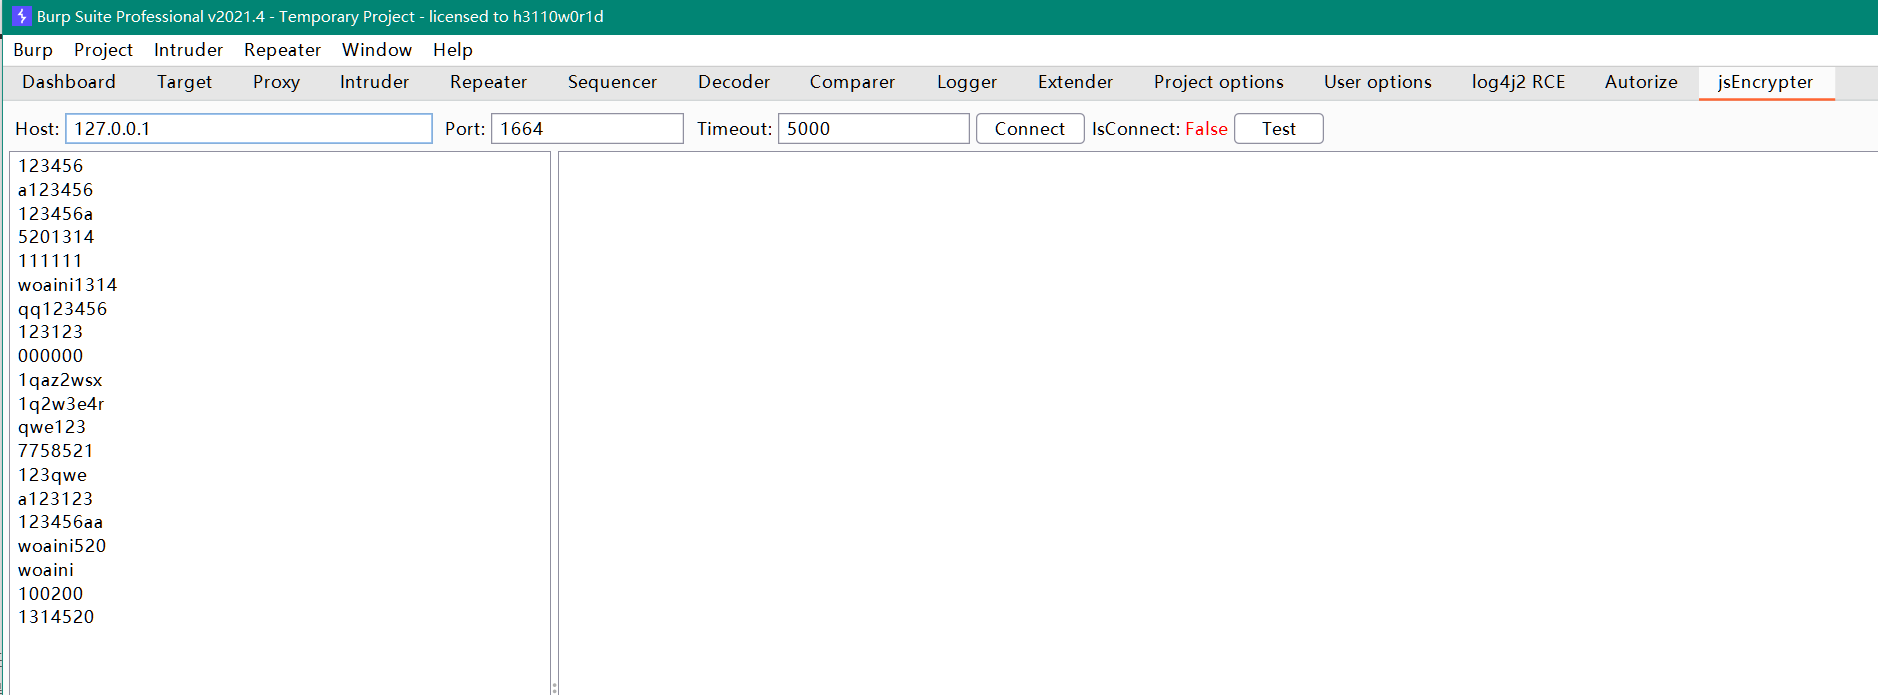 Burp Suite Professional v2021.4 - Temporary Project - licensed to h3110w0r1d
Burp Project Intruder Repeater Window Help
Dashboard Target Proxy Intruder Repeater Sequencer Decoder Comparer Logger Extender Project options User options log4j2 RCE Autorize jsEncrypter
Host: 127.0.0.1 Port: 1664 Timeout: 5000 Connect IsConnect: False Test
123456
a123456
123456a
5201314
111111
woaini1314
qq123456
123123
000000
1qaz2wsx
1q2w3e4r
qwe123
7758521
123qwe
a123123
123456aa
woaini520
woaini
100200
1314520